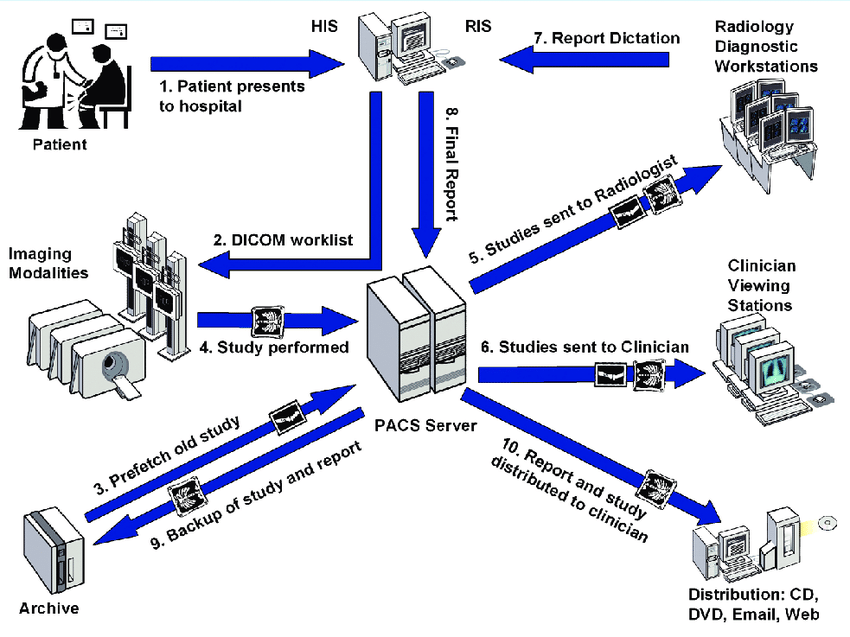 HIS
RIS
7. Report Dictation
Radiology
Diagnostic
Workstations
1. Patient presents
to hospital
Patient
8. Final Report
5. Studies sent to Radiologist
2. DICOM worklist
Imaging
Modalities
Clinician
Viewing
Stations
4. Study performed
6. Studies sent to Clinician
PACS Server
3. Prefetch old study
9. Backup of study and report
10. Report and study
distributed to clinician
Archive
Distribution: CD,
DVD, Email, Web